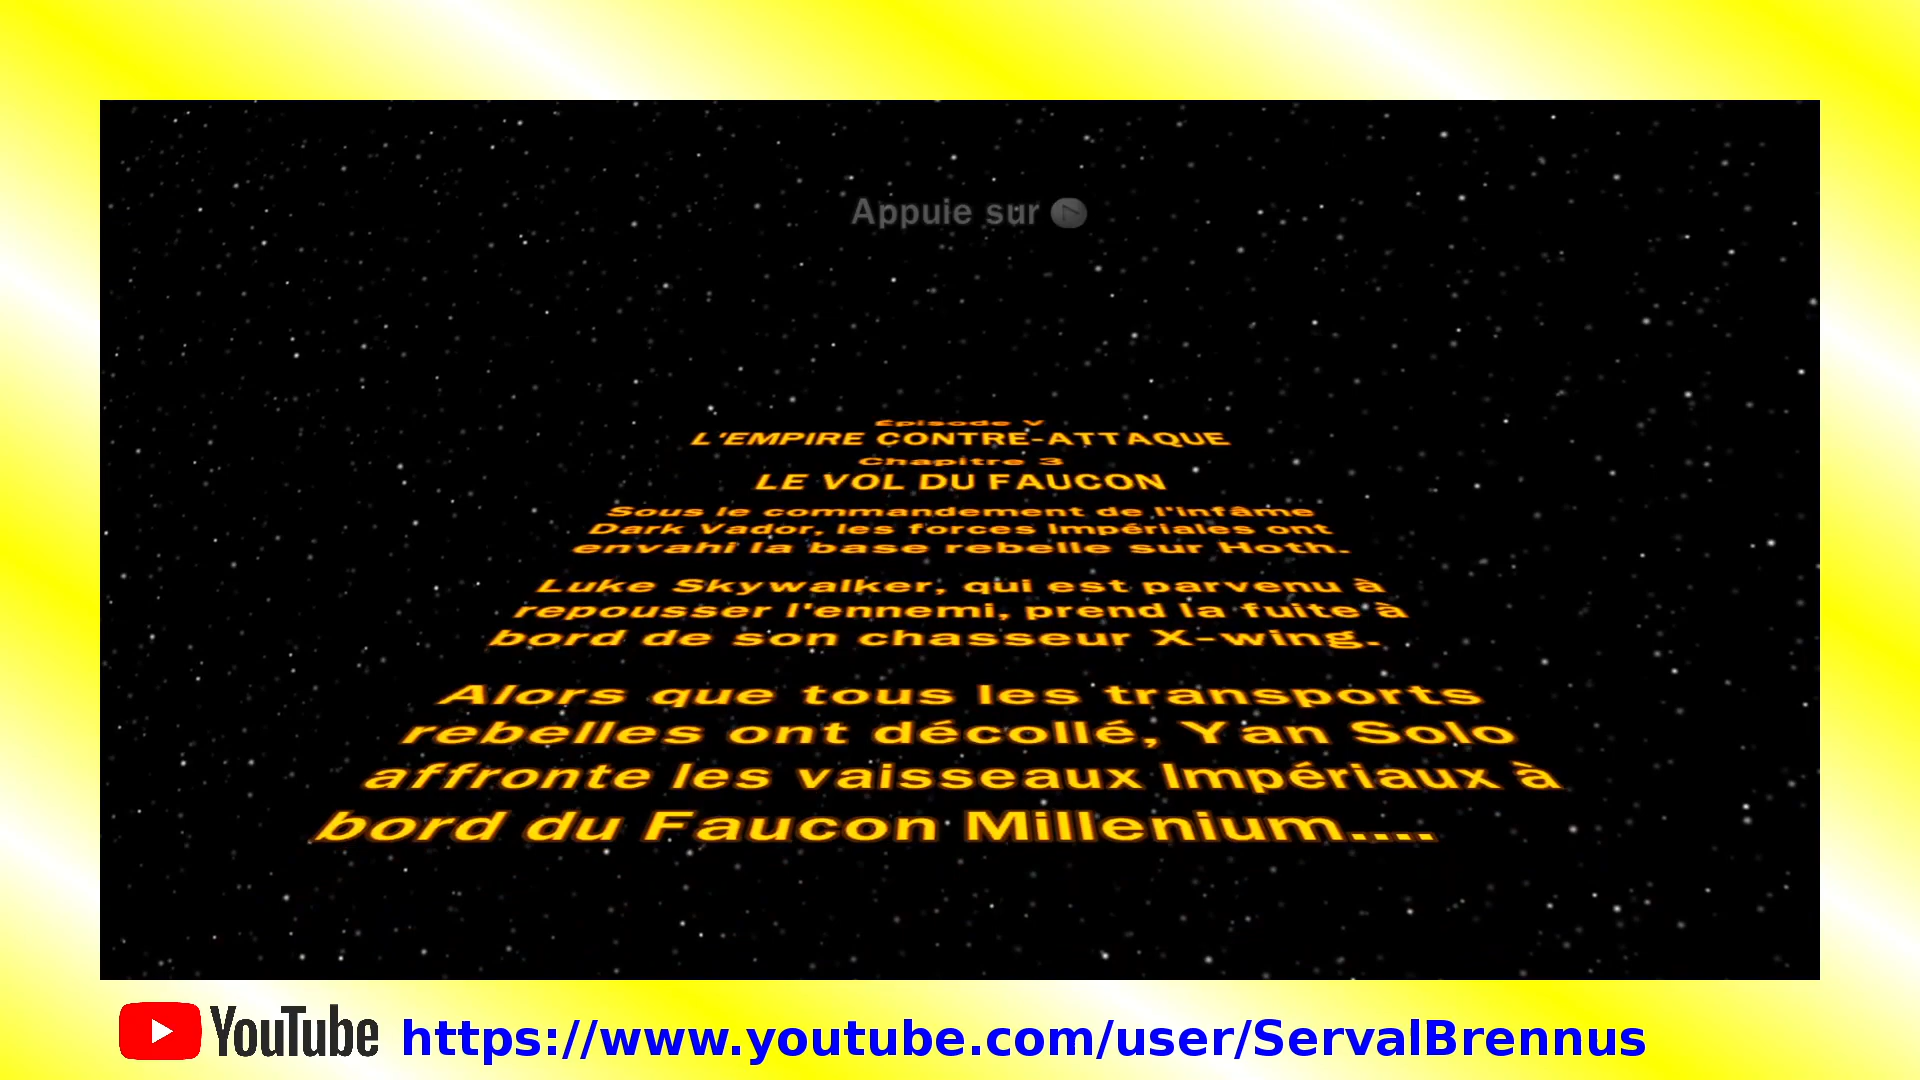 Appuie sur
Épisode V
L'EMPIRE CONTRE-ATTAQUE
Chapitre 3
LE VOL DU FAUCON
Sous le commandement de l'infâme
Dark Vador, les forces Impériales ont
envahi la base rebelle sur Hoth.
Luke Skywalker, qui est parvenu à
repousser l'ennemi, prend la fuite à
bord de son chasseur X-wing.
Alors que tous les transports
rebelles ont décollé, Yan Solo
affronte les vaisseaux Impériaux à
bord du Faucon Millenium....
YouTube https://www.youtube.com/user/ServalBrennus